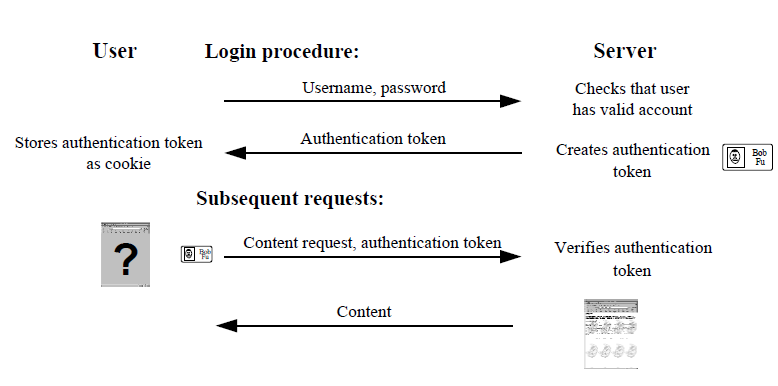 User
Login procedure:
Server
Username, password
Checks that user
has valid account
Stores authentication token
as cookie
Authentication token
Creates authentication
token
Bob
Fu
Subsequent requests:
?
Bob
Fu
Content request, authentication token
Verifies authentication
token
Content